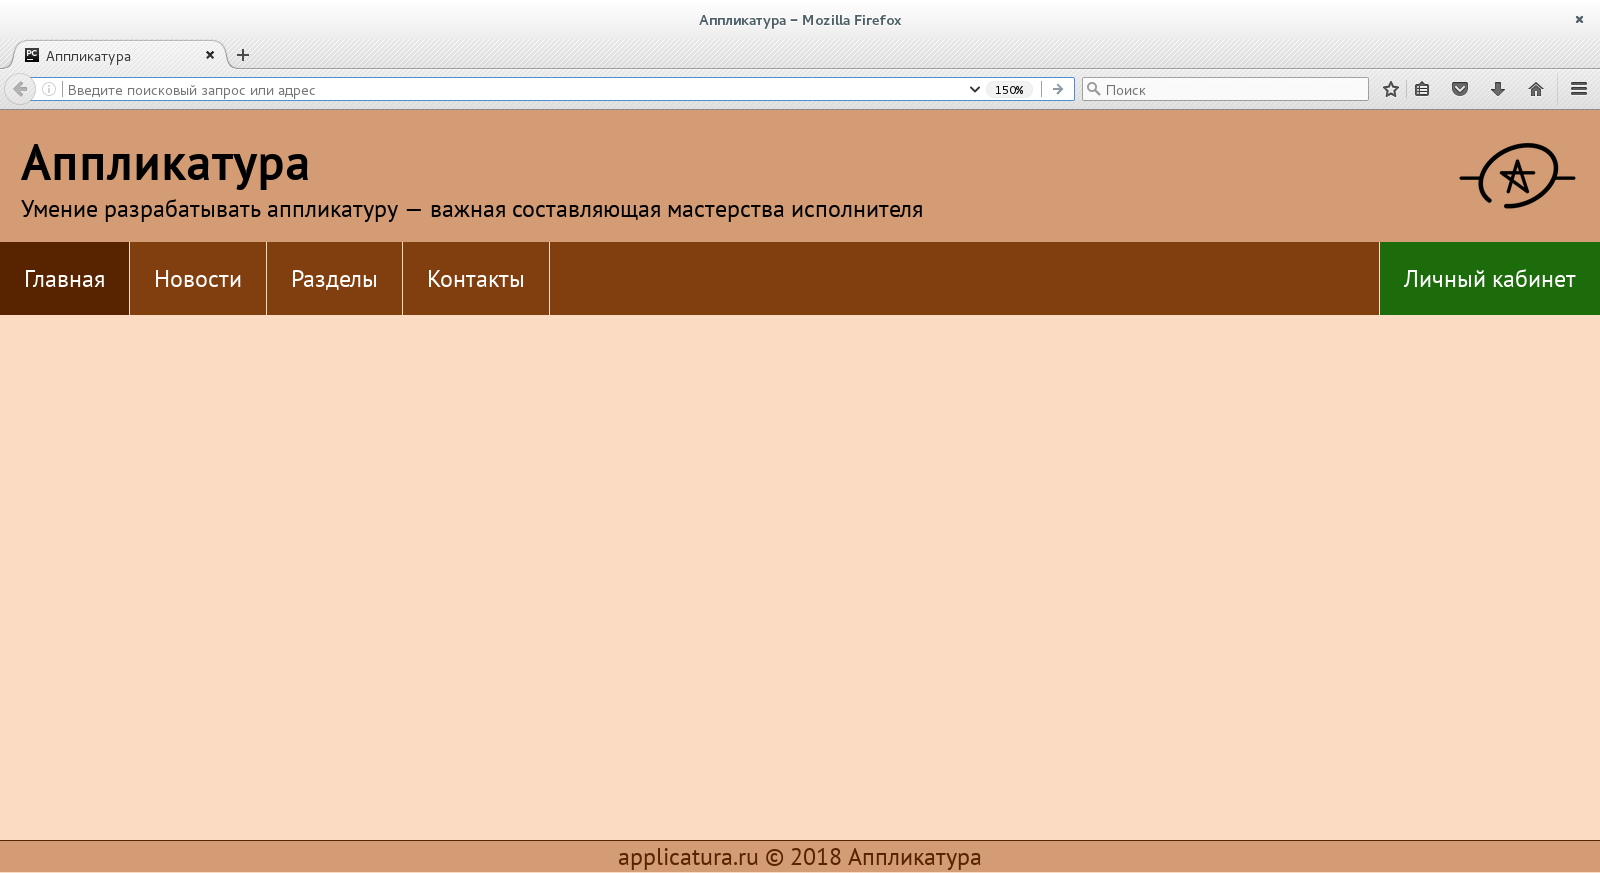 Аппликатура – Mozilla Firefox
PC Аппликатура
Введите поисковый запрос или адрес 150% Поиск
Аппликатура
Умение разрабатывать аппликатуру — важная составляющая мастерства исполнителя
Главная Новости Разделы Контакты Личный кабинет
applicatura.ru © 2018 Аппликатура